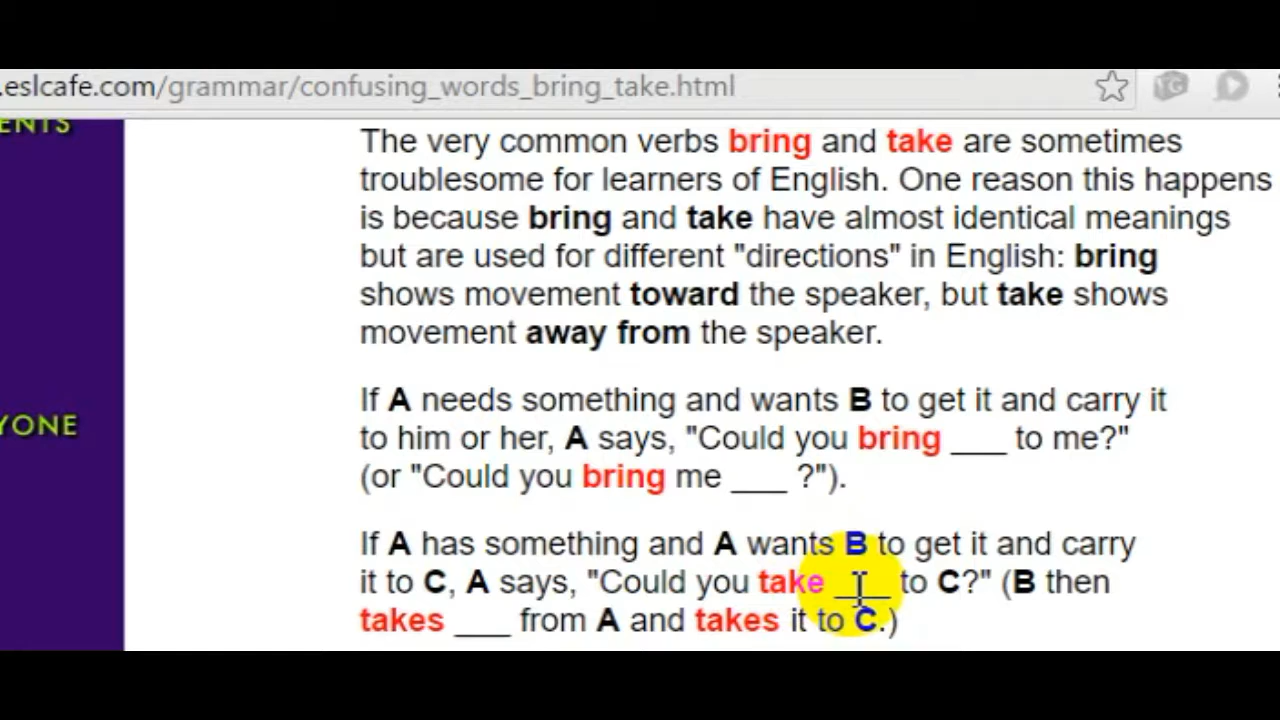 .eslcafe.com/grammar/confusing_words_bring_take.html
ENTS
The very common verbs bring and take are sometimes
troublesome for learners of English. One reason this happens
is because bring and take have almost identical meanings
but are used for different "directions" in English: bring
shows movement toward the speaker, but take shows
movement away from the speaker.
If A needs something and wants B to get it and carry it
YONE
to him or her, A says, "Could you bring ___ to me?"
(or "Could you bring me ___ ?").
If A has something and A wants B to get it and carry
it to C, A says, "Could you take ___ to C?" (B then
takes ___ from A and takes it to C.)